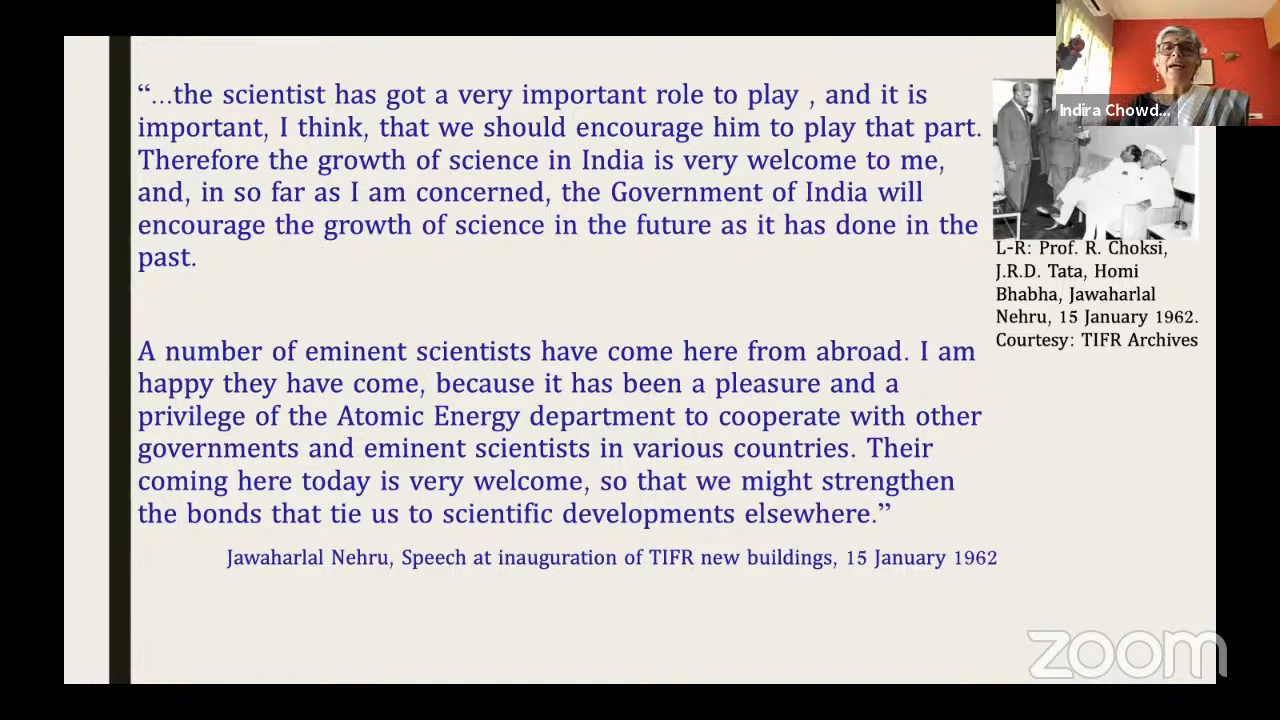 “...the scientist has got a very important role to play , and it is
important, I think, that we should encourage him to play that part.
Therefore the growth of science in India is very welcome to me,
and, in so far as I am concerned, the Government of India will
encourage the growth of science in the future as it has done in the
past.
A number of eminent scientists have come here from abroad. I am
happy they have come, because it has been a pleasure and a
privilege of the Atomic Energy department to cooperate with other
governments and eminent scientists in various countries. Their
coming here today is very welcome, so that we might strengthen
the bonds that tie us to scientific developments elsewhere.”
Jawaharlal Nehru, Speech at inauguration of TIFR new buildings, 15 January 1962
Indira Chowd...
L-R: Prof. R. Choksi,
J.R.D. Tata, Homi
Bhabha, Jawaharlal
Nehru, 15 January 1962.
Courtesy: TIFR Archives
zoom